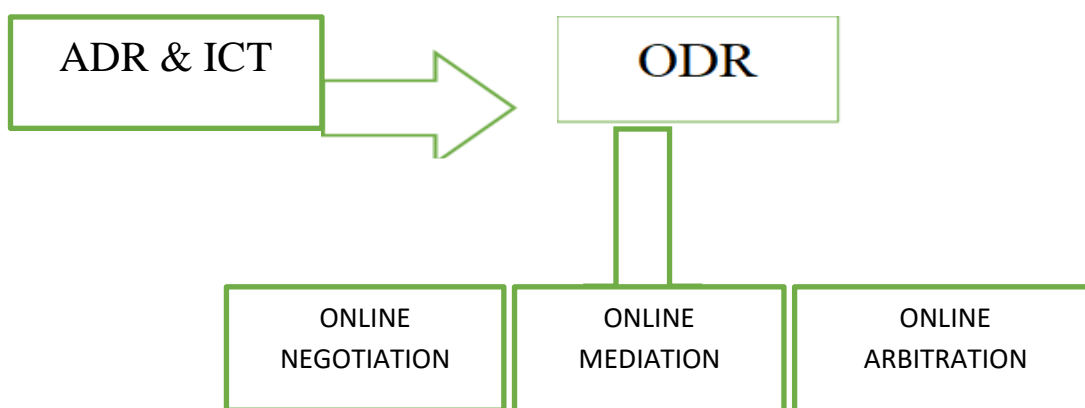 ADR & ICT
ODR
ONLINE
NEGOTIATION
ONLINE
MEDIATION
ONLINE
ARBITRATION